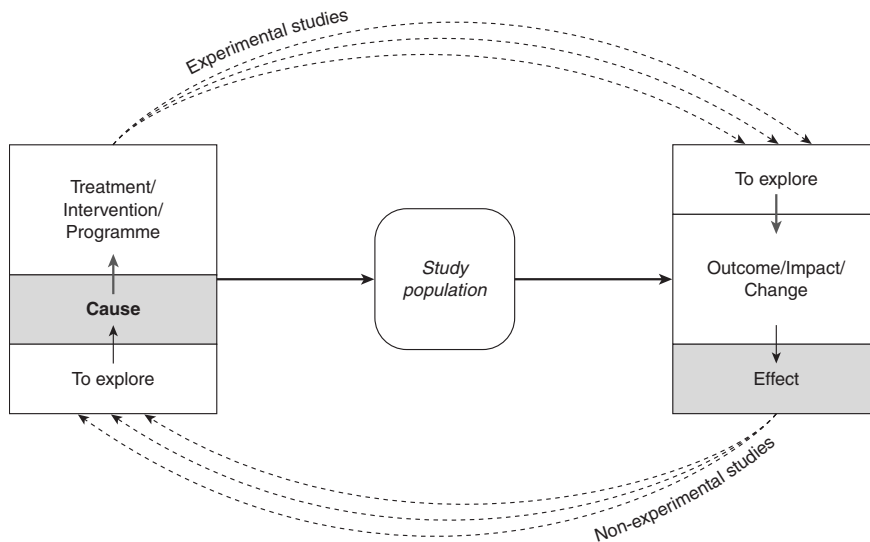 Experimental studies
Treatment/
Intervention/
Programme
Cause
To explore
Study
population
To explore
Outcome/Impact/
Change
Effect
Non-experimental studies